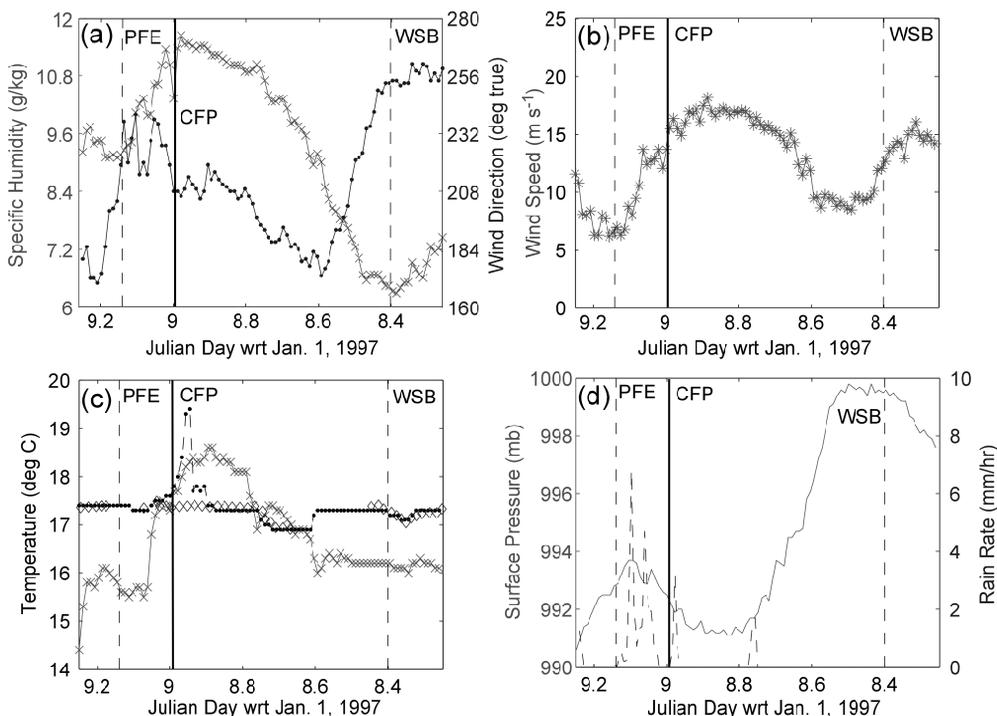 (a) PFE CFP WSB
Specific Humidity (g/kg)
12
10.8
9.6
8.4
7.2
6
280
256
232
208
184
160
Wind Direction (deg true)
9.2 9 8.8 8.6 8.4
Julian Day wrt Jan. 1, 1997
(b) PFE CFP WSB
Wind Speed (m s-1)
25
20
15
10
5
0
9.2 9 8.8 8.6 8.4
Julian Day wrt Jan. 1, 1997
(c) PFE CFP WSB
Temperature (deg C)
20
19
18
17
16
15
14
9.2 9 8.8 8.6 8.4
Julian Day wrt Jan. 1, 1997
(d) PFE CFP WSB
Surface Pressure (mb)
1000
998
996
994
992
990
10
8
6
4
2
0
Rain Rate (mm/hr)
9.2 9 8.8 8.6 8.4
Julian Day wrt Jan. 1, 1997